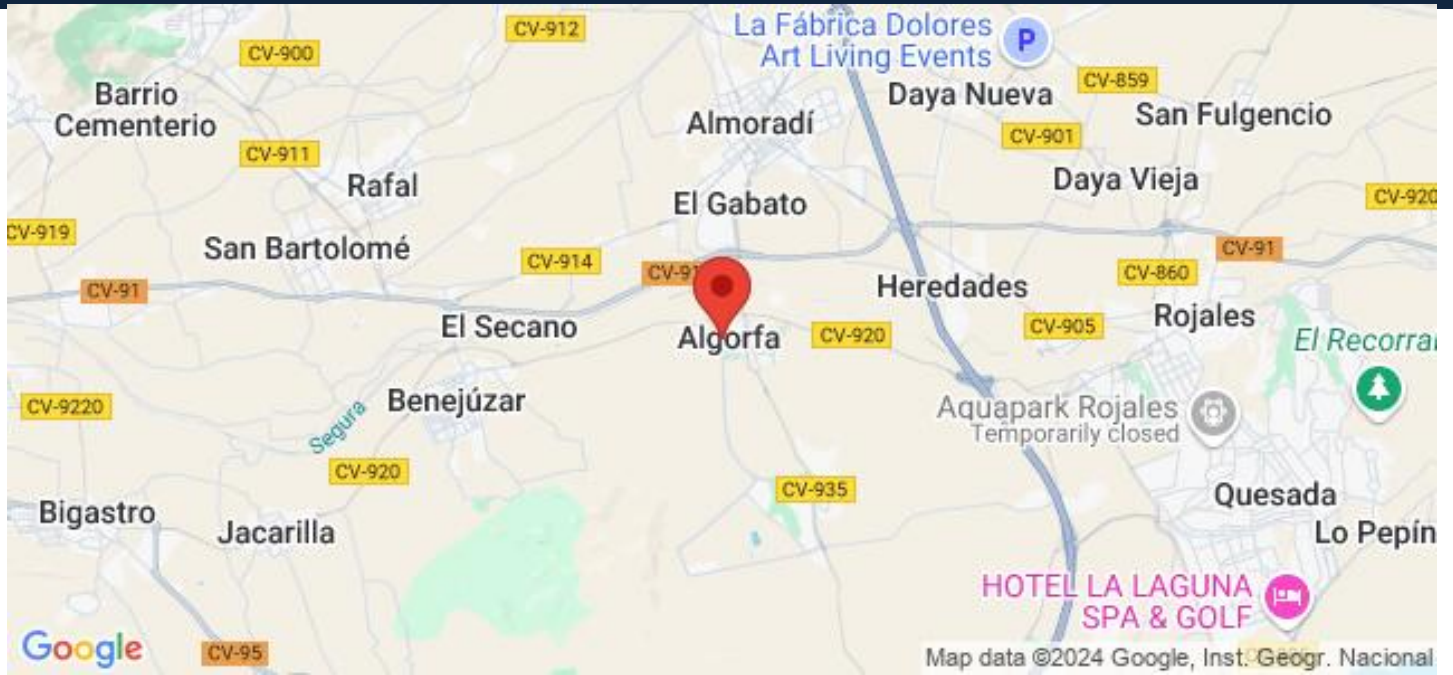 La Fábrica Dolores
Art Living Events
P
CV-912
CV-900
CV-859
Barrio
Cementerio
Daya Nueva
San Fulgencio
Almoradí
CV-901
CV-911
Rafal
Daya Vieja
CV-920
El Gabato
CV-919
San Bartolomé
CV-91
CV-914
CV-91
CV-860
CV-91
Heredades
El Secano
Algorfa
CV-920
CV-905
Rojales
El Recorral
Benejúzar
CV-9220
Aquapark Rojales
Temporarily closed
Segura
CV-920
CV-935
Quesada
Bigastro
Jacarilla
Lo Pepín
HOTEL LA LAGUNA
SPA & GOLF
Google
CV-95
Map data ©2024 Google, Inst. Geogr. Nacional